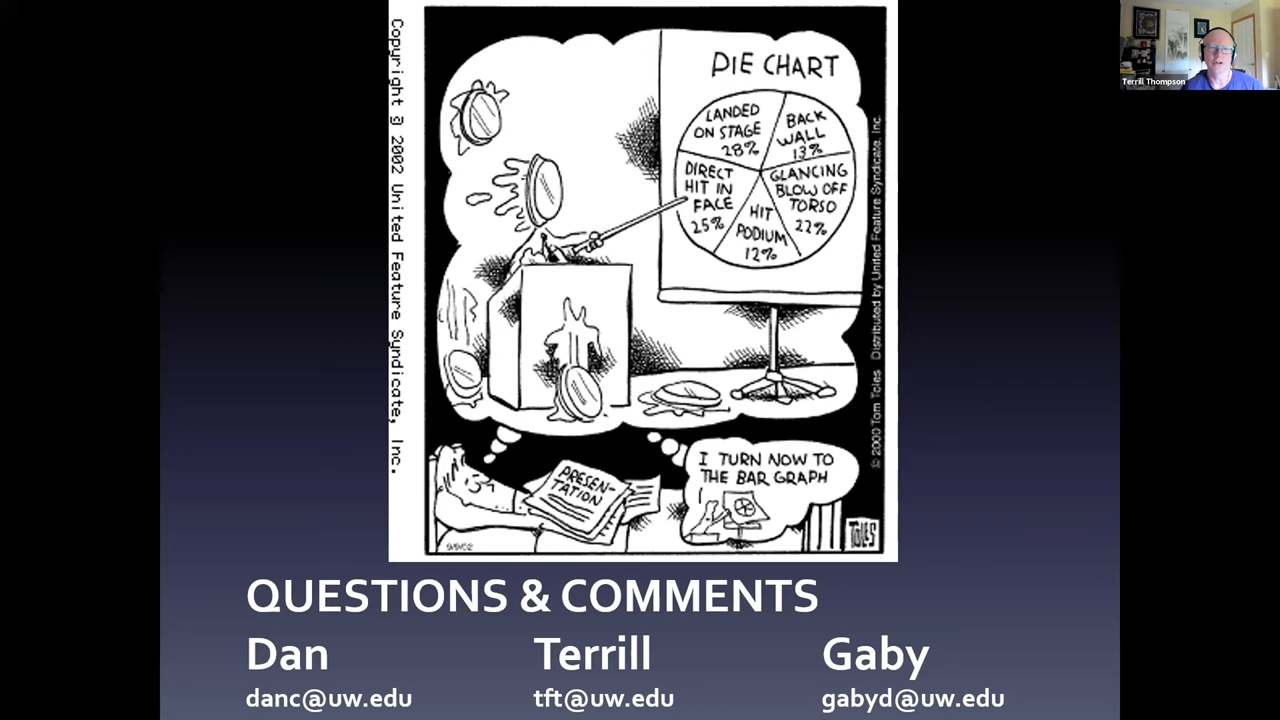 Copyright @ 2002 United Feature Syndicate, Inc.
PIE CHART
LANDED
ON STAGE
28%
BACK
WALL
13%
DIRECT
HIT IN
FACE
25%
GLANCING
BLOW OFF
TORSO
22%
HIT
PODIUM
12%
© 2000 Tom Toles Distributed by United Feature Syndicate, Inc.
PRESEN-
TATION
I TURN NOW TO
THE BAR GRAPH
TOLES
Terrill Thompson
QUESTIONS & COMMENTS
Dan Terrill Gaby
danc@uw.edu tft@uw.edu gabyd@uw.edu